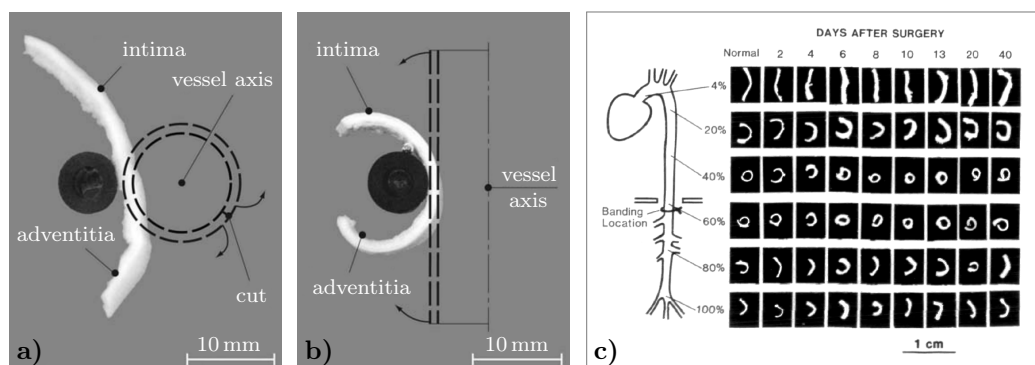 intima
vessel axis
adventitia
cut
a)
10 mm
intima
vessel
axis
adventitia
b)
10 mm
DAYS AFTER SURGERY
Normal 2 4 6 8 10 13 20 40
4%
20%
40%
Banding
Location
60%
80%
100%
c)
1 cm